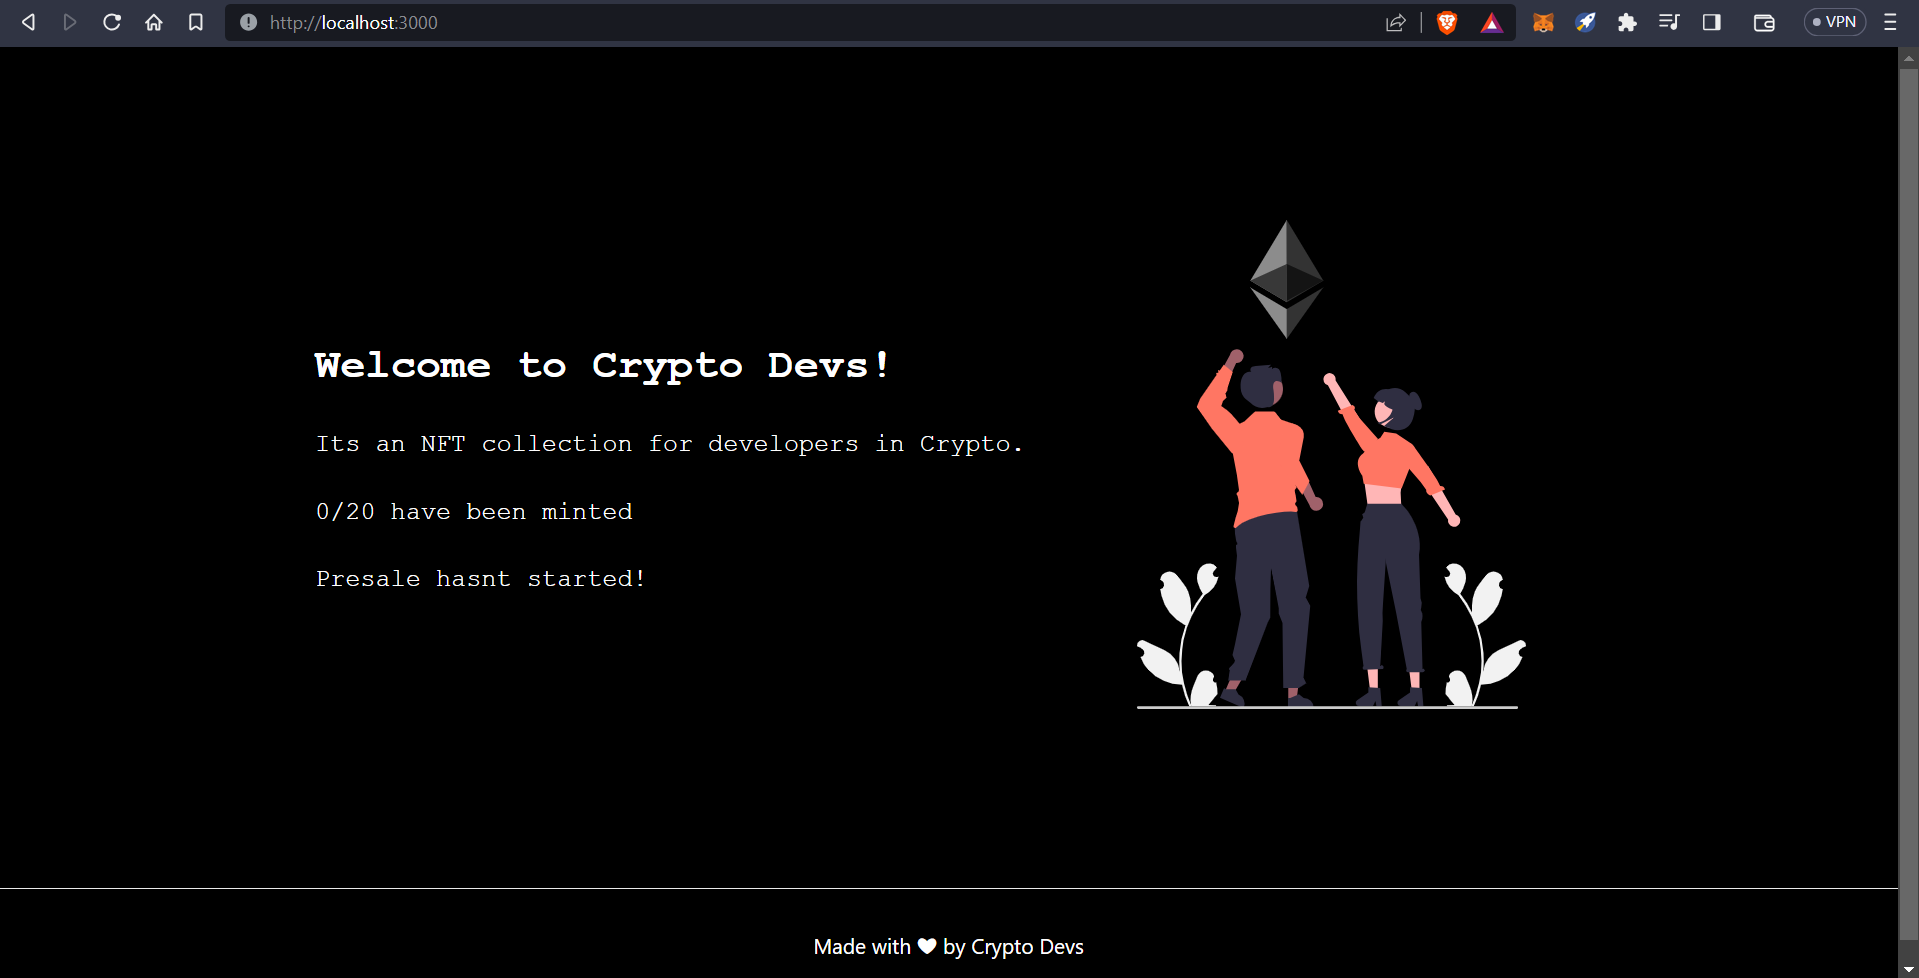 http://localhost:3000
VPN
Welcome to Crypto Devs!
Its an NFT collection for developers in Crypto.
0/20 have been minted
Presale hasnt started!
Made with ❤ by Crypto Devs